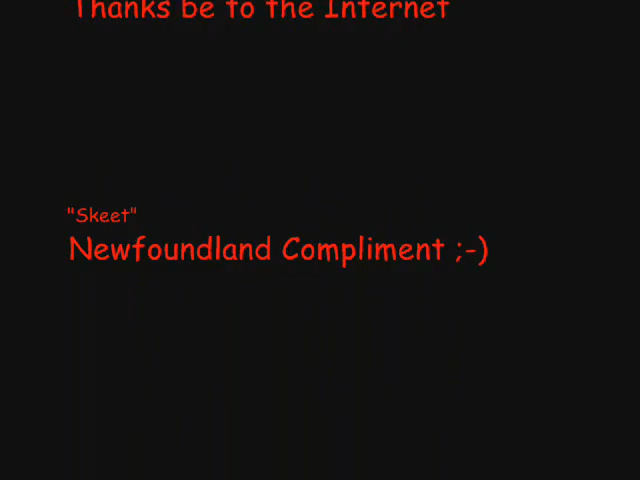 Thanks be to the Internet
"Skeet"
Newfoundland Compliment ;-)